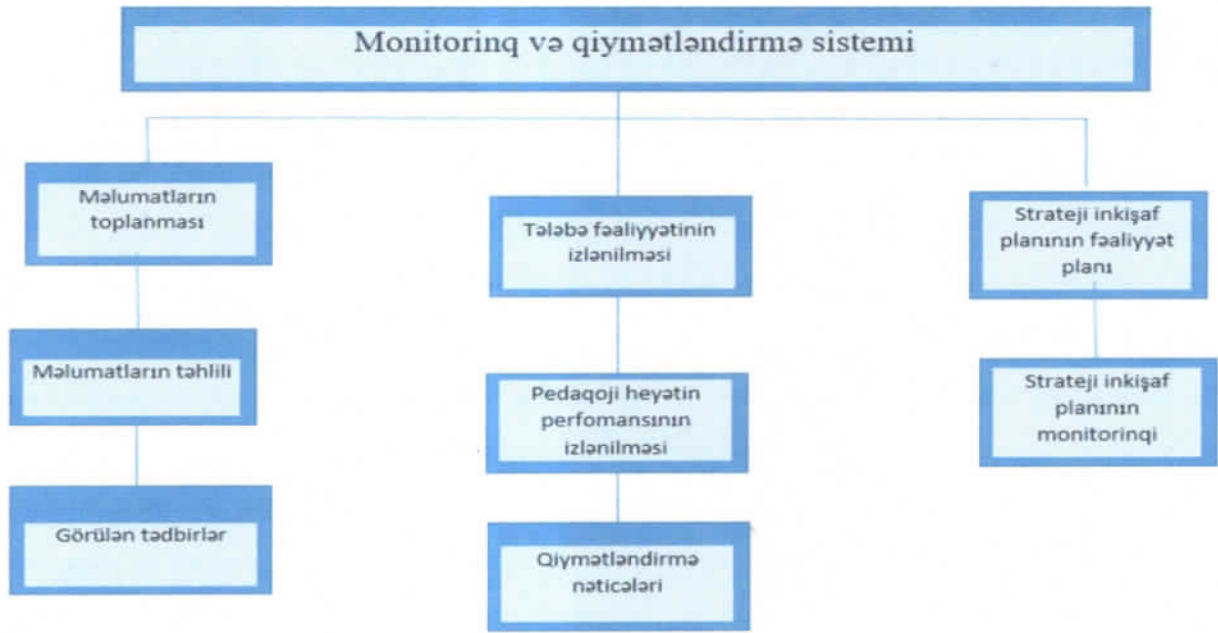 Monitorinq və qiymətləndirmə sistemi
Məlumatların
toplanması
Məlumatların təhlili
Görülən tədbirlər
Tələbə fəaliyyətinin
izlənilməsi
Pedaqoji heyətin
perfomansının
izlənilməsi
Qiymətləndirmə
nəticələri
Strateji inkişaf
planının fəaliyyət
planı
Strateji inkişaf
planının
monitorinqi